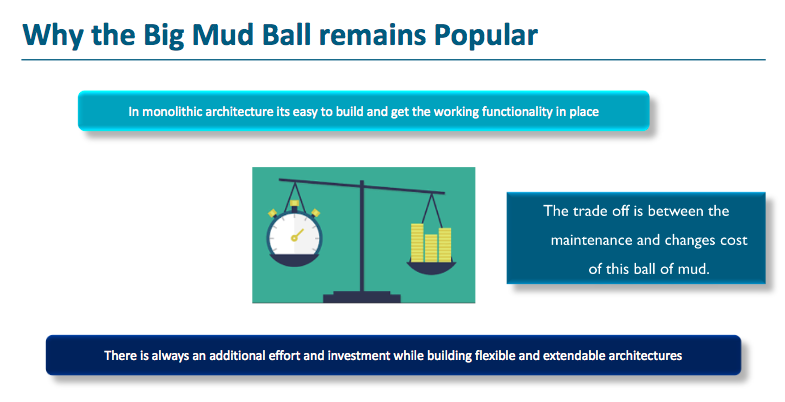 Why the Big Mud Ball remains Popular
In monolithic architecture its easy to build and get the working functionality in place
The trade off is between the
maintenance and changes cost
of this ball of mud.
There is always an additional effort and investment while building flexible and extendable architectures